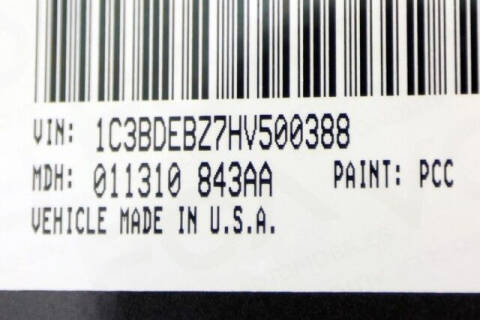 VIN: 1C3BDEBZ7HV500388
MDH: 011310 843AA PAINT: PCC
VEHICLE MADE IN U.S.A.